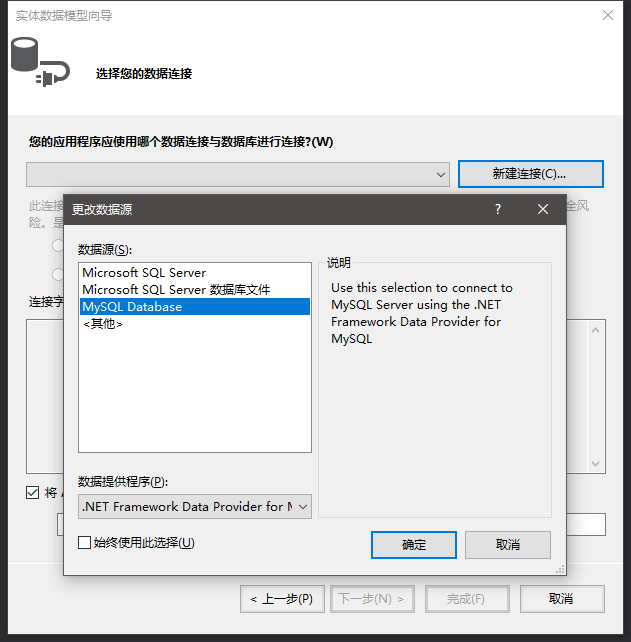 实体数据模型向导
选择您的数据连接
您的应用程序应使用哪个数据连接与数据库进行连接?(W)
新建连接(C)...
此连接
全风
险。是
更改数据源
?
数据源(S):
Microsoft SQL Server
Microsoft SQL Server 数据库文件
MySQL Database
<其他>
说明
Use this selection to connect to
MySQL Server using the .NET
Framework Data Provider for
MySQL
连接字
数据提供程序(P):
.NET Framework Data Provider for M
将
始终使用此选择(U)
确定
取消
< 上一步(P)
下一步(N) >
完成(F)
取消